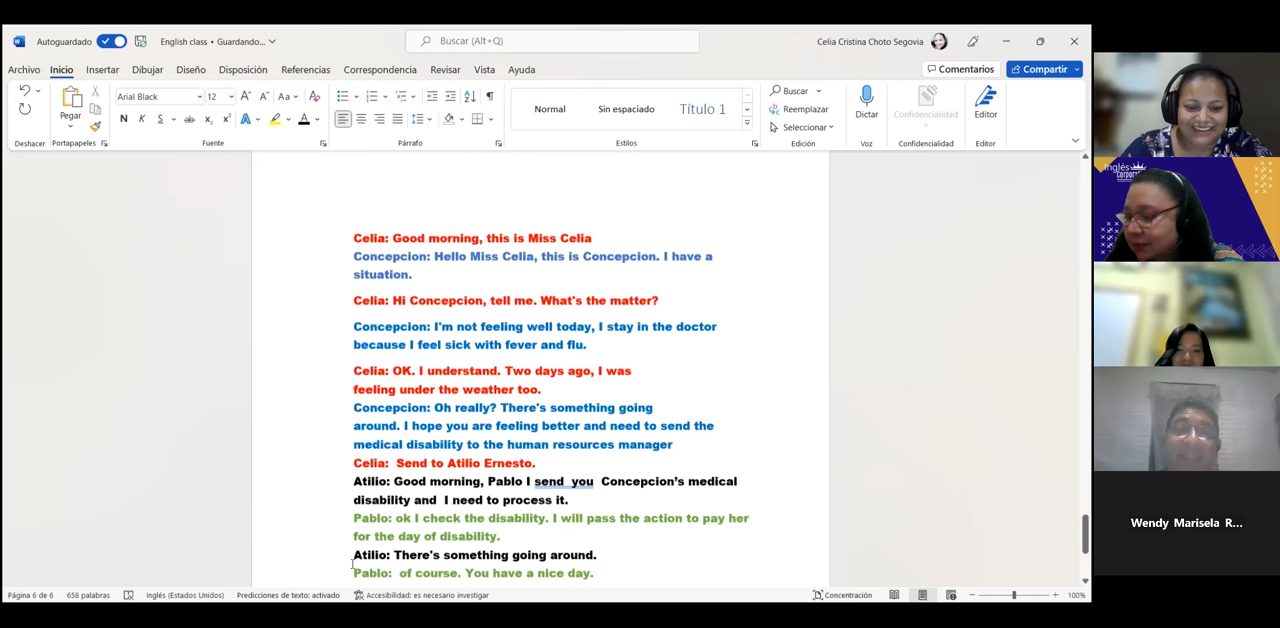 Autoguardado
English class • Guardando...
Buscar (Alt+Q)
Celia Cristina Choto Segovia
Archivo Inicio Insertar Dibujar Diseño Disposición Referencias Correspondencia Revisar Vista Ayuda
Comentarios Compartir
Pegar
Arial Black 12
Aa
N K S ab x₂ x² A A
Normal Sin espaciado Título 1
Buscar
Reemplazar
Seleccionar
Dictar Confidencialidad Editor
Deshacer Portapapeles Fuente Párrafo Estilos Edición Voz Confidencialidad Editor
Celia: Good morning, this is Miss Celia
Concepcion: Hello Miss Celia, this is Concepcion. I have a
situation.
Celia: Hi Concepcion, tell me. What's the matter?
Concepcion: I'm not feeling well today, I stay in the doctor
because I feel sick with fever and flu.
Celia: OK. I understand. Two days ago, I was
feeling under the weather too.
Concepcion: Oh really? There's something going
around. I hope you are feeling better and need to send the
medical disability to the human resources manager
Celia:  Send to Atilio Ernesto.
Atilio: Good morning, Pablo I send  you  Concepcion’s medical
disability and  I need to process it.
Pablo: ok I check the disability. I will pass the action to pay her
for the day of disability.
Atilio: There's something going around.
Pablo:  of course. You have a nice day.
Página 6 de 6 658 palabras Inglés (Estados Unidos) Predicciones de texto: activado Accesibilidad: es necesario investigar Concentración 100%
Inglés
Corporativo
Wendy Marisela R...